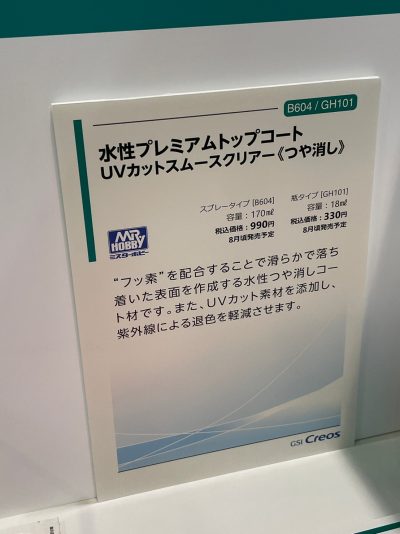 B604 / GH101
水性プレミアムトップコート
UVカットスムースクリアー《つや消し》
スプレータイプ [B604]
容量：170㎖
税込価格：990円
8月頃発売予定
瓶タイプ [GH101]
容量：18㎖
税込価格：330円
8月頃発売予定
MR.
HOBBY
ミスターホビー
“フッ素”を配合することで滑らかで落ち
着いた表面を作成する水性つや消しコー
ト材です。また、UVカット素材を添加し、
紫外線による退色を軽減させます。
GSI Creos